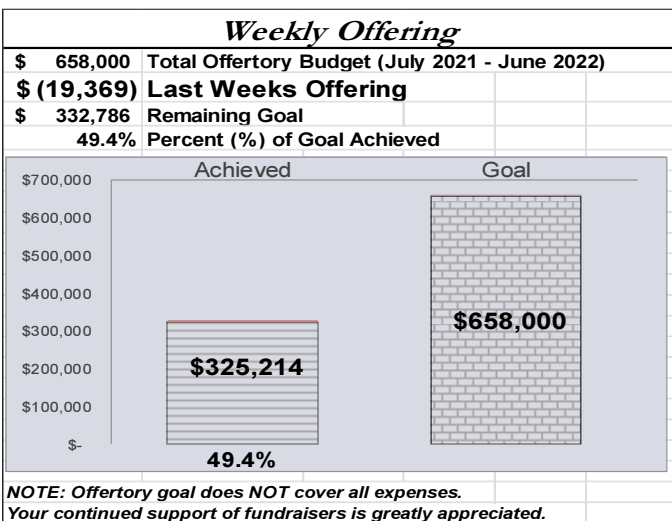 Weekly Offering
$ 658,000 Total Offertory Budget (July 2021 - June 2022)
$ (19,369) Last Weeks Offering
$ 332,786 Remaining Goal
49.4% Percent (%) of Goal Achieved
Achieved Goal
$700,000
$600,000
$500,000
$400,000
$300,000
$200,000
$100,000
$-
$658,000
$325,214
49.4%
NOTE: Offertory goal does NOT cover all expenses.
Your continued support of fundraisers is greatly appreciated.